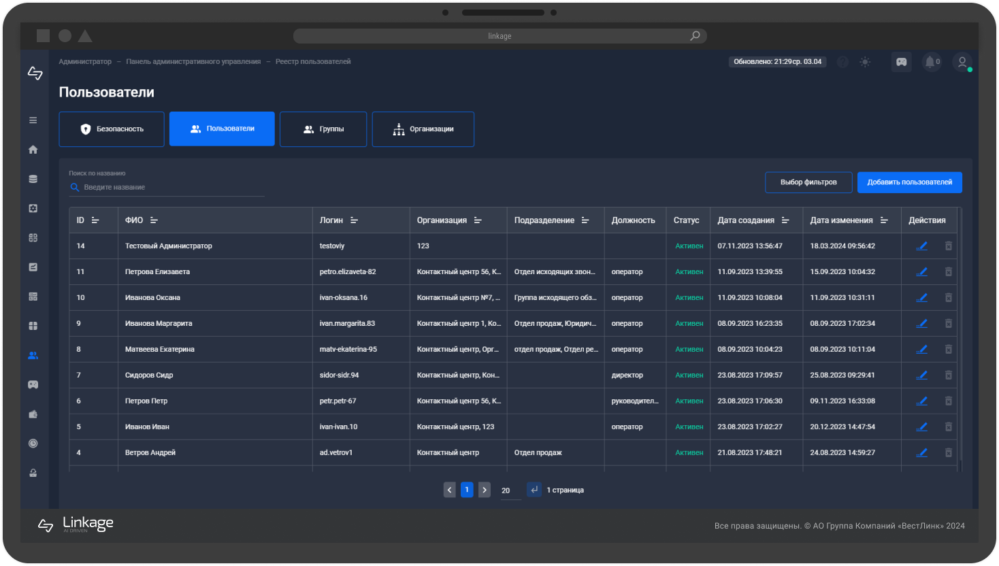 linkage
Администратор – Панель административного управления – Реестр пользователей
Обновлено: 21:29 ср. 03.04
0
Пользователи
Безопасность Пользователи Группы Организации
Поиск по названию
Введите название
Выбор фильтров Добавить пользователей
ID ФИО Логин Организация Подразделение Должность Статус Дата создания Дата изменения Действия
14 Тестовый Администратор testoviy 123 Активен 07.11.2023 13:56:47 18.03.2024 09:56:42
11 Петрова Елизавета petro.elizaveta-82 Контактный центр 56, К... Отдел исходящих звон... оператор Активен 11.09.2023 13:39:55 15.09.2023 10:04:32
10 Иванова Оксана ivan-oksana.16 Контактный центр №7, ... Группа исходящего обз... оператор Активен 11.09.2023 10:08:04 11.09.2023 10:31:11
9 Иванова Маргарита ivan.margarita.83 Контактный центр 1, Ко... Отдел продаж, Юридич... оператор Активен 08.09.2023 16:23:35 08.09.2023 17:02:34
8 Матвеева Екатерина matv-ekaterina-95 Контактный центр, Орг... отдел продаж, Отдел ре... оператор Активен 08.09.2023 10:04:23 08.09.2023 10:11:04
7 Сидоров Сидр sidor-sidr.94 Контактный центр, Кон... директор Активен 23.08.2023 17:09:57 25.08.2023 09:29:41
6 Петров Петр petr.petr-67 Контактный центр 56, К... руководител... Активен 23.08.2023 17:06:30 09.11.2023 16:33:08
5 Иванов Иван ivan-ivan.10 Контактный центр, 123 оператор Активен 23.08.2023 17:02:27 20.12.2023 14:47:54
4 Ветров Андрей ad.vetrov1 Контактный центр Отдел продаж Активен 21.08.2023 17:48:21 24.08.2023 14:59:27
1 20 1 страница
Linkage
AI DRIVEN
Все права защищены. © АО Группа Компаний «ВестЛинк» 2024